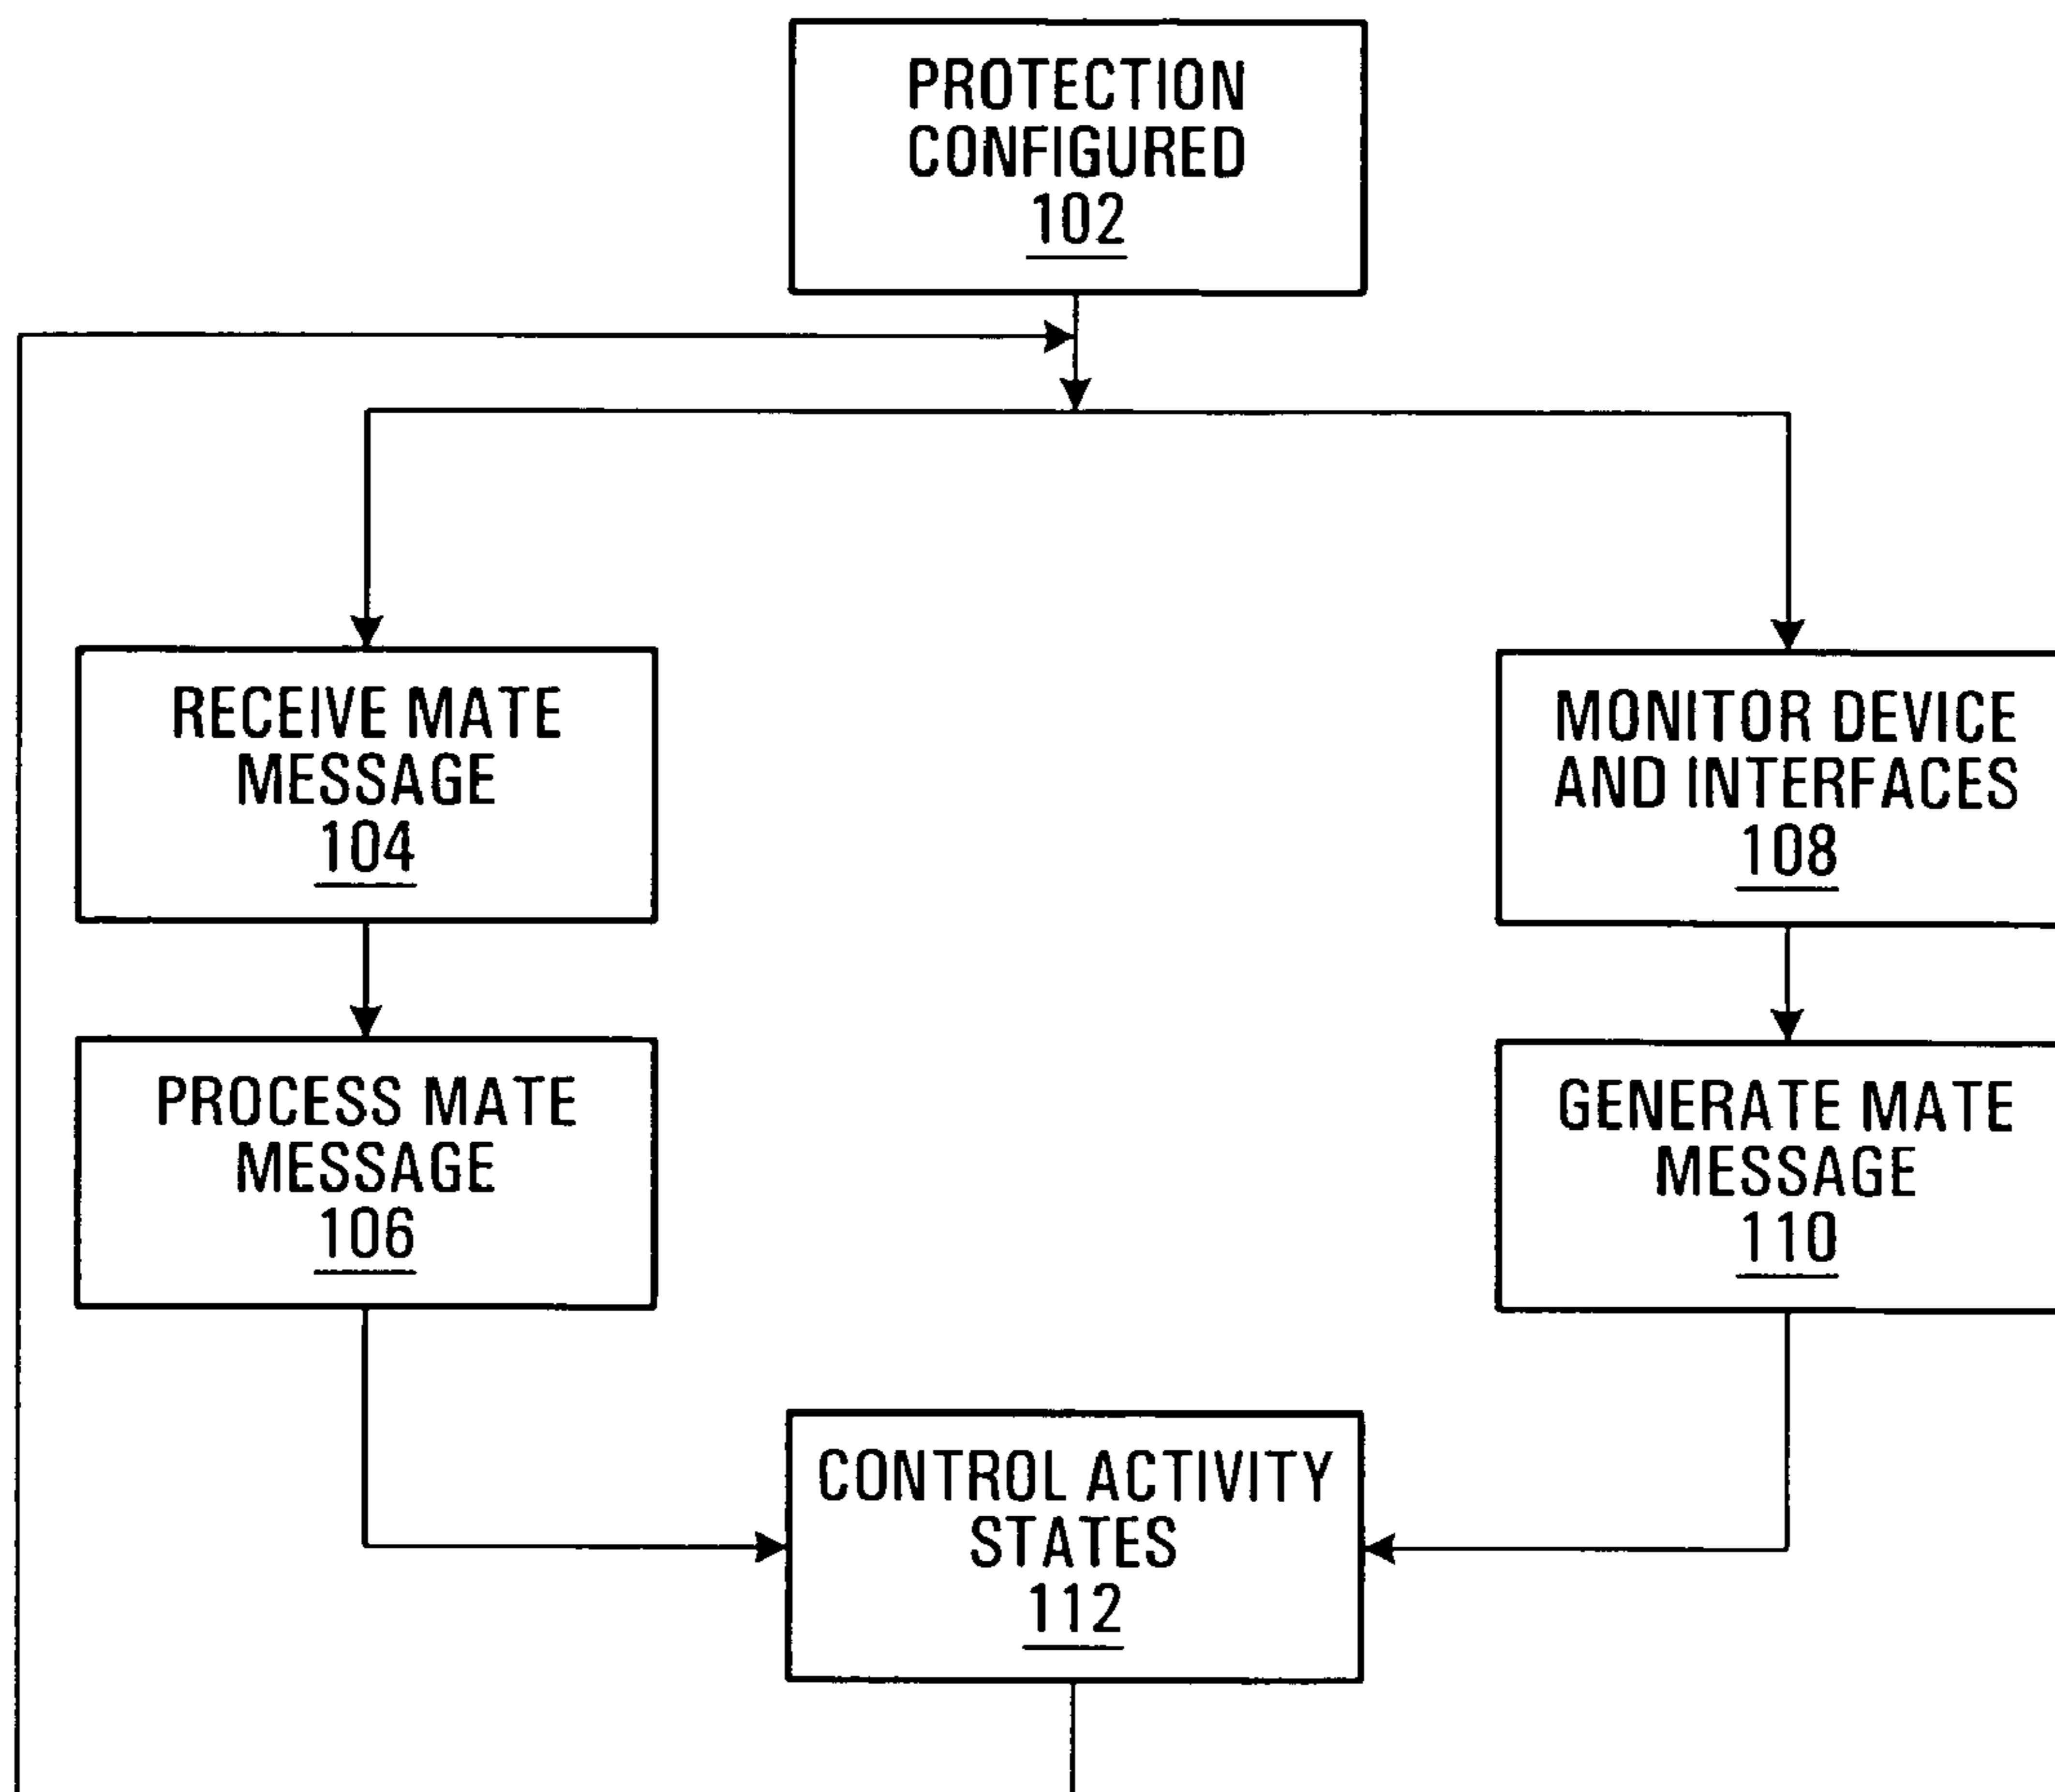 PROTECTION
CONFIGURED
102
RECEIVE MATE
MESSAGE
104
MONITOR DEVICE
AND INTERFACES
108
PROCESS MATE
MESSAGE
106
GENERATE MATE
MESSAGE
110
CONTROL ACTIVITY
STATES
112